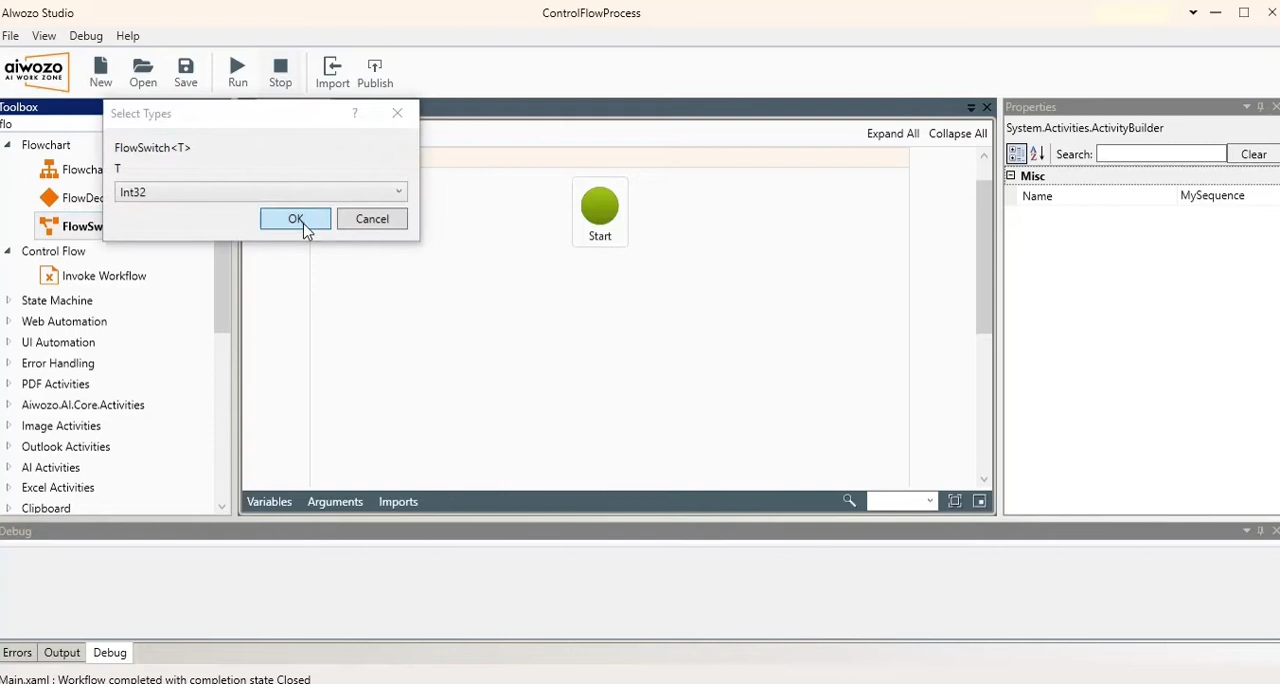 Aiwozo Studio
ControlFlowProcess
File View Debug Help
aiwozo
AI WORK ZONE
New Open Save Run Stop Import Publish
Toolbox
flo
Flowchart
Flowcha
FlowDec
FlowSw
Control Flow
Invoke Workflow
State Machine
Web Automation
UI Automation
Error Handling
PDF Activities
Aiwozo.AI.Core.Activities
Image Activities
Outlook Activities
AI Activities
Excel Activities
Clipboard
Select Types ?
FlowSwitch<T>
T
Int32
OK Cancel
Expand All Collapse All
Start
Variables Arguments Imports
Properties
System.Activities.ActivityBuilder
Search: Clear
Misc
Name MySequence
Debug
Errors Output Debug
Main.xaml : Workflow completed with completion state Closed